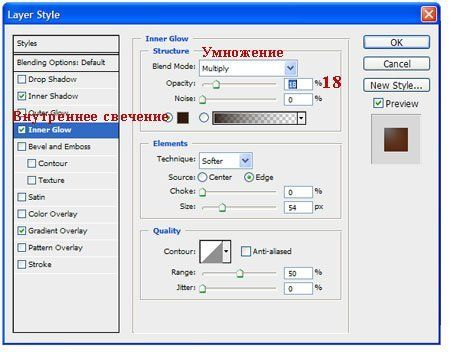 Layer Style
Styles
Blending Options: Default
Drop Shadow
Inner Shadow
Outer Glow
Внутреннее свечение
Inner Glow
Bevel and Emboss
Contour
Texture
Satin
Color Overlay
Gradient Overlay
Pattern Overlay
Stroke
Inner Glow
Structure
Умножение
Blend Mode: Multiply
Opacity: 18 % 18
Noise: 0 %
Elements
Technique: Softer
Source: Center Edge
Choke: 0 %
Size: 54 px
Quality
Contour: Anti-aliased
Range: 50 %
Jitter: 0 %
OK
Cancel
New Style...
Preview